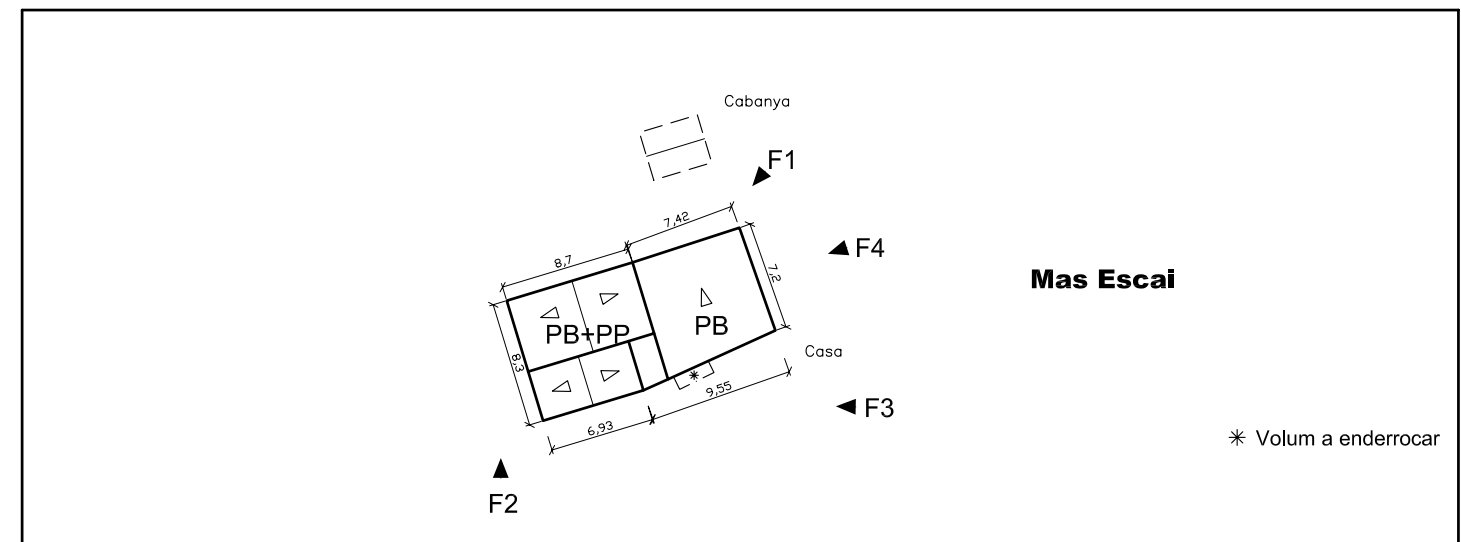 Cabanya
F1
7,42
8,7
F4
7,2
Mas Escai
PB+PP
PB
8,3
Casa
9,55
F3
6,93
✳ Volum a enderrocar
F2